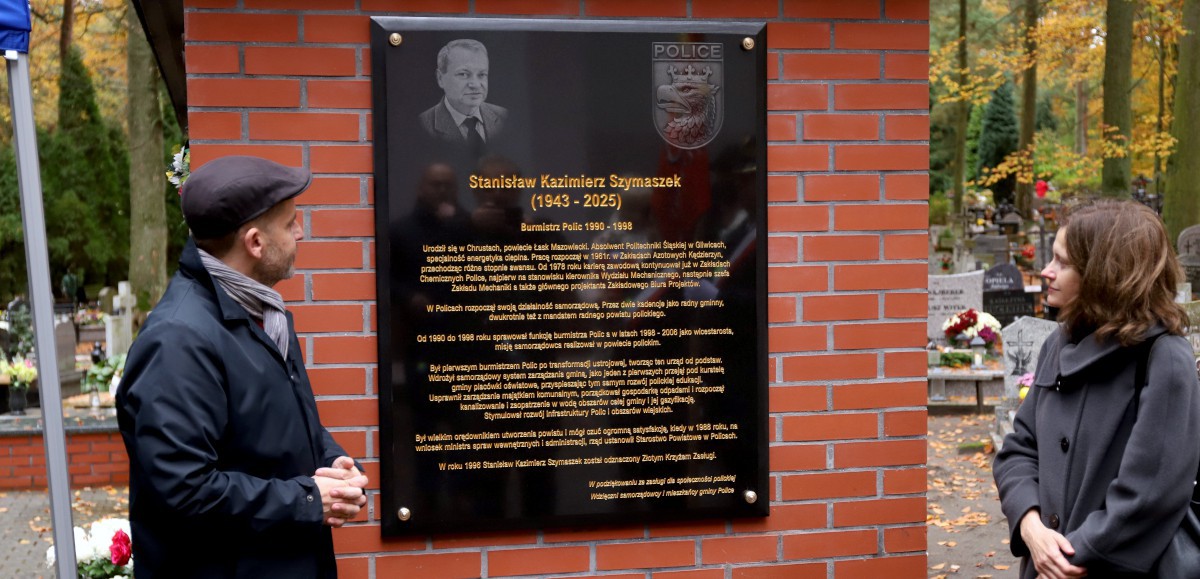 POLICE
Stanisław Kazimierz Szymaszek
(1943 - 2025)
Burmistrz Polic 1990 - 1998
Urodził się w Chrustach, powiecie Łask Mazowiecki. Absolwent Politechniki Śląskiej w Gliwicach,
specjalność energetyka cieplna. Pracę rozpoczął w 1961r. w Zakładach Azotowych Kędzierzyn,
przechodząc różne stopnie awansu. Od 1978 roku karierę zawodową kontynuował już w Zakładach
Chemicznych Police, najpierw na stanowisku kierownika Wydziału Mechanicznego, następnie szefa
Zakładu Mechaniki a także głównego projektanta Zakładowego Biura Projektów.
W Policach rozpoczął swoją działalność samorządową. Przez dwie kadencje jako radny gminny,
dwukrotnie też z mandatem radnego powiatu polickiego.
Od 1990 do 1998 roku sprawował funkcję burmistrza Polic a w latach 1998 - 2006 jako wicestarosta,
misję samorządowca realizował w powiecie polickim.
Był pierwszym burmistrzem Polic po transformacji ustrojowej, tworząc ten urząd od podstaw.
Wdrożył samorządowy system zarządzania gminą, jako jeden z pierwszych przejął pod kuratelę
gminy placówki oświatowe, przyspieszając tym samym rozwój polickiej edukacji.
Usprawnił zarządzanie majątkiem komunalnym, porządkował gospodarkę odpadami i rozpoczął
kanalizowanie i zaopatrzenie w wodę obszarów całej gminy i jej gazyfikację.
Stymulował rozwój infrastruktury Polic i obszarów wiejskich.
Był wielkim orędownikiem utworzenia powiatu i mógł czuć ogromną satysfakcję, kiedy w 1998 roku, na
wniosek ministra spraw wewnętrznych i administracji, rząd ustanowił Starostwo Powiatowe w Policach.
W roku 1996 Stanisław Kazimierz Szymaszek został odznaczony Złotym Krzyżem Zasługi.
W podziękowaniu za zasługi dla społeczności polickiej
Wdzięczni samorządowcy i mieszkańcy gminy Police